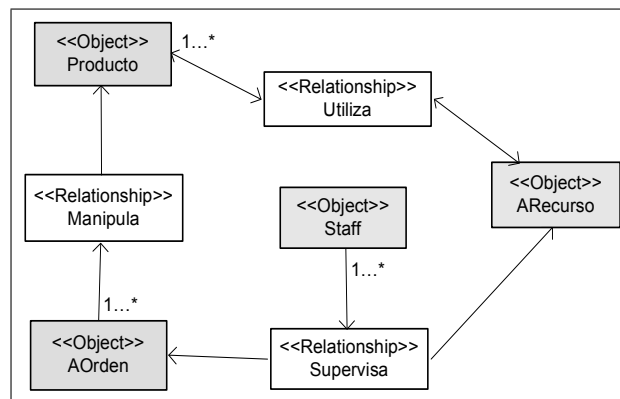 <<Object>>
Producto
1...*
<<Relationship>>
Utiliza
<<Relationship>>
Manipula
<<Object>>
Staff
1...*
<<Object>>
ARecurso
1...*
<<Object>>
AOrden
<<Relationship>>
Supervisa